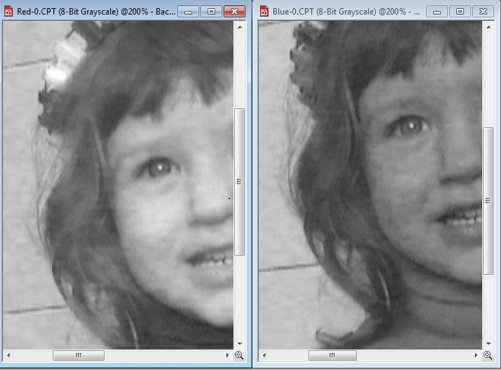 Red-0.CPT (8-Bit Grayscale) @200% - Bac...
Blue-0.CPT (8-Bit Grayscale) @200% - ...